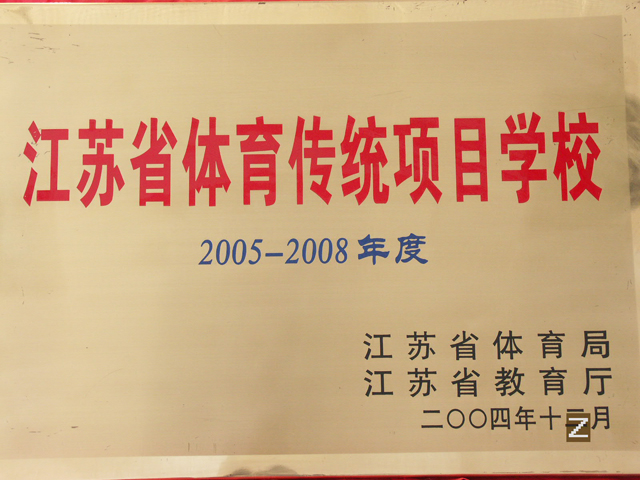 江苏省体育传统项目学校
2005-2008年度
江苏省体育局
江苏省教育厅
二〇〇四年十二月
Z